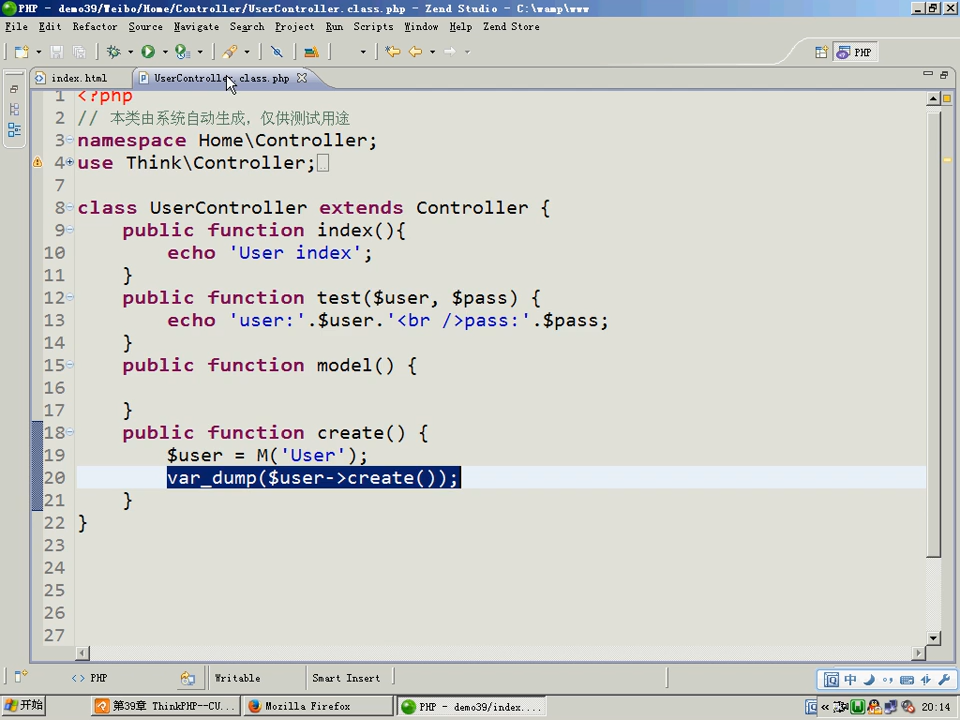 PHP - demo39/Weibo/Home/Controller/UserController.class.php - Zend Studio - C:\wamp\www
File Edit Refactor Source Navigate Search Project Run Scripts Window Help Zend Store
PHP
index.html UserController.class.php
1 <?php
2 // 本类由系统自动生成，仅供测试用途
3 namespace Home\Controller;
4 use Think\Controller;
7
8 class UserController extends Controller {
9 public function index(){
10 echo 'User index';
11 }
12 public function test($user, $pass) {
13 echo 'user:'.$user.'<br />pass:'.$pass;
14 }
15 public function model() {
16
17 }
18 public function create() {
19 $user = M('User');
20 var_dump($user->create());
21 }
22 }
23
24
25
26
27
<> PHP Writable Smart Insert
中
开始 第39章 ThinkPHP--CU... Mozilla Firefox PHP - demo39/index.... 20:14